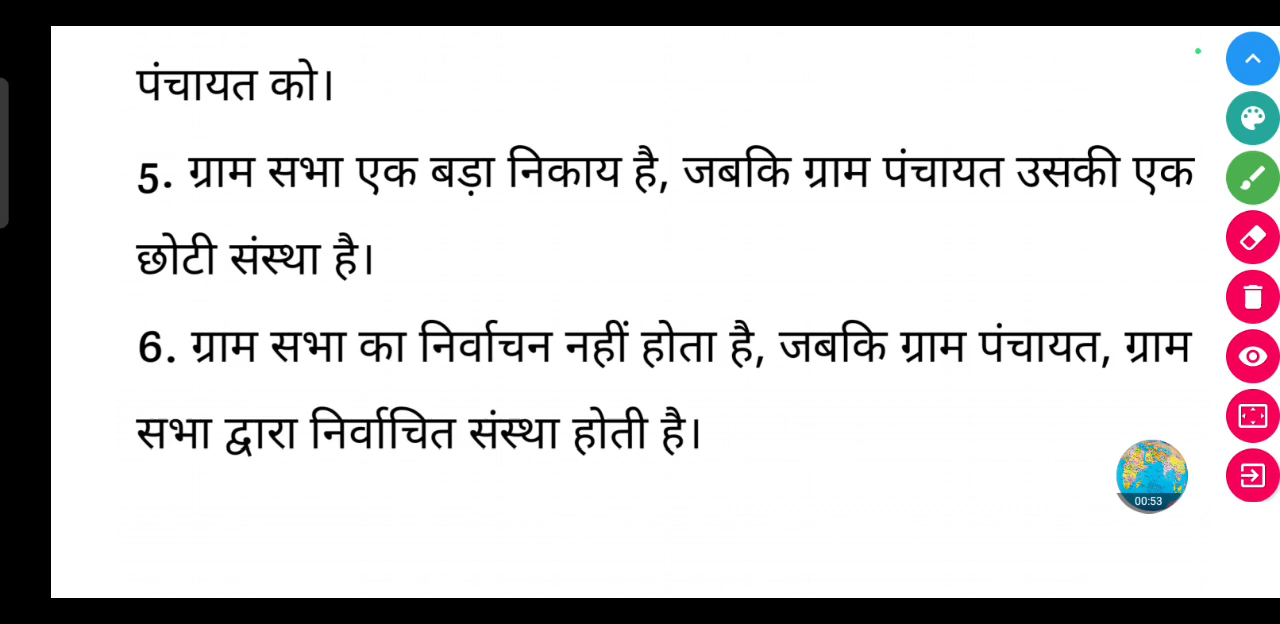 पंचायत को।
5. ग्राम सभा एक बड़ा निकाय है, जबकि ग्राम पंचायत उसकी एक
छोटी संस्था है।
6. ग्राम सभा का निर्वाचन नहीं होता है, जबकि ग्राम पंचायत, ग्राम
सभा द्वारा निर्वाचित संस्था होती है।
00:53